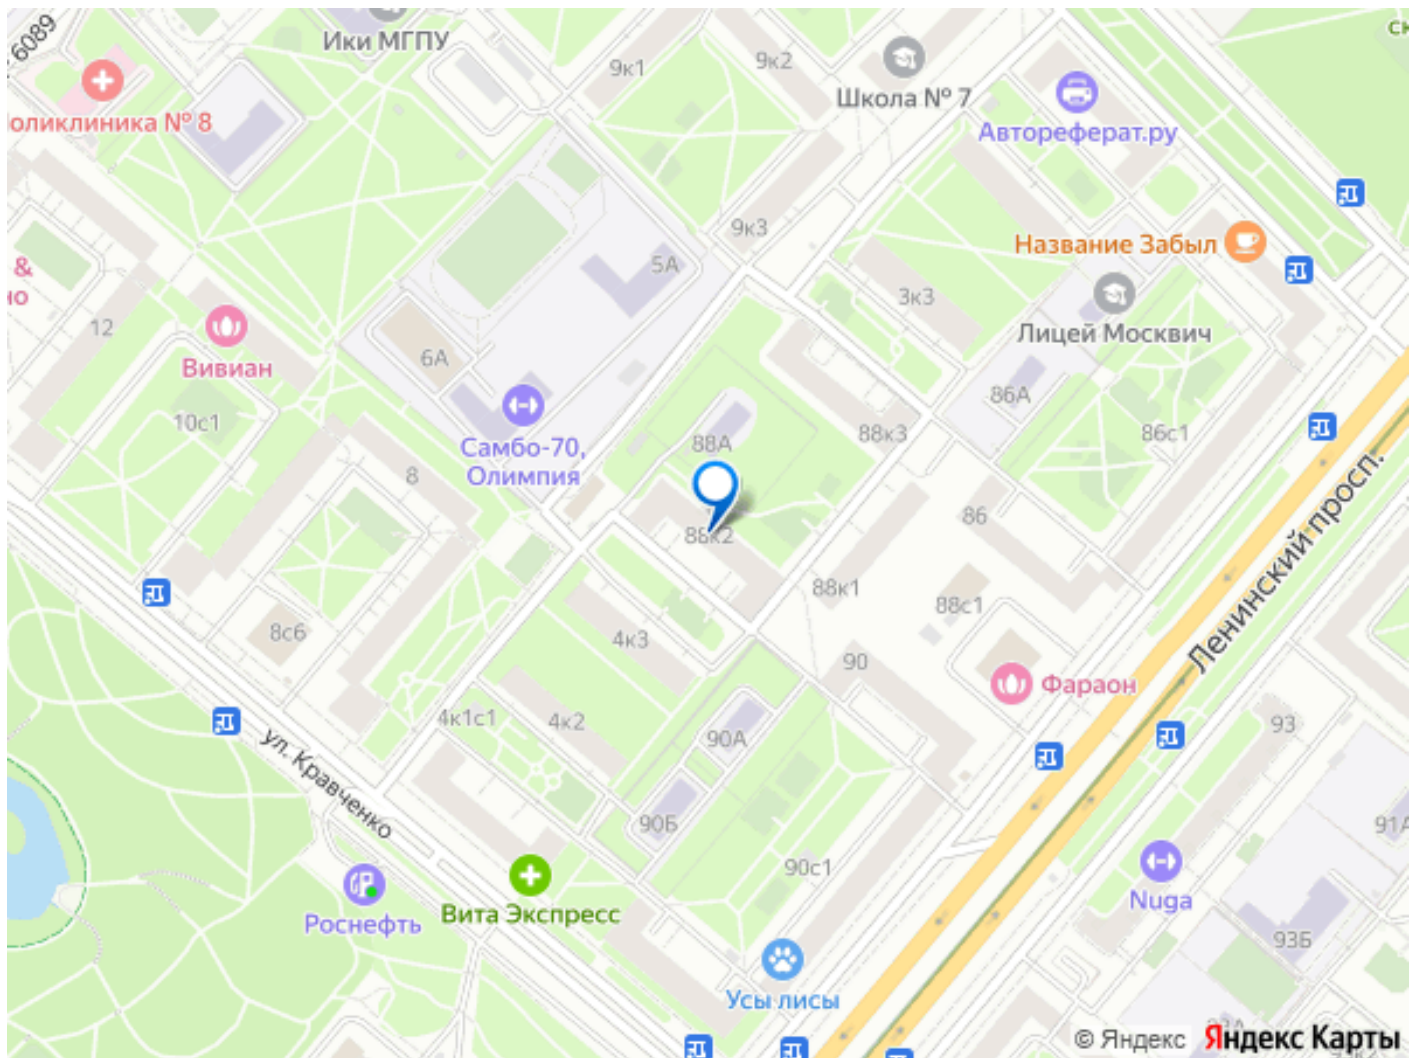 6089
Ики МГПУ
9к1
9к2
Школа № 7
Автореферат.ру
оликлиника № 8
9к3
5А
Название Забыл
3к3
Лицей Москвич
&
но
12
Вивиан
6А
10с1
86А
86с1
88к3
88А
Самбо-70,
Олимпия
8
88к2
86
Ленинский просп.
88к1
88с1
8с6
4к3
90
Фараон
4к1с1
4к2
90А
93
ул. Кравченко
90Б
91А
90с1
Nuga
Роснефть
Вита Экспресс
93Б
Усы лисы
© Яндекс Яндекс Карты